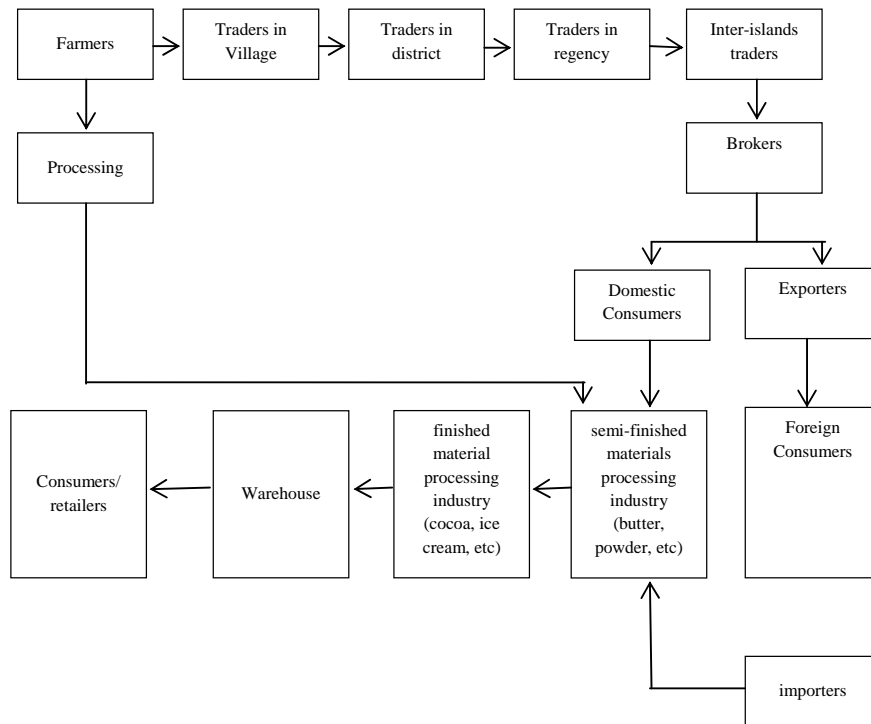 Farmers
Traders in
Village
Traders in
district
Traders in
regency
Inter-islands
traders
Processing
Brokers
Domestic
Consumers
Exporters
Consumers/
retailers
Warehouse
finished
material
processing
industry
(cocoa, ice
cream, etc)
semi-finished
materials
processing
industry
(butter,
powder, etc)
Foreign
Consumers
importers